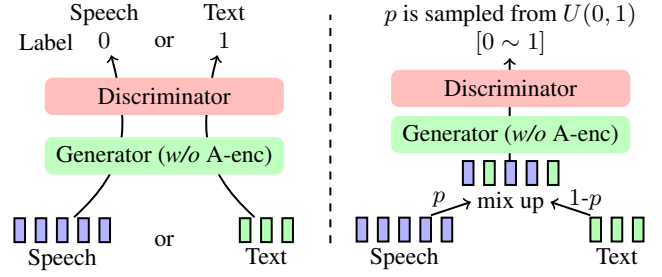 Speech Text
Label 0 or 1
Discriminator
Generator (w/o A-enc)
Speech or Text
p is sampled from U(0, 1)
[0 ∼ 1]
Discriminator
Generator (w/o A-enc)
p mix up 1-p
Speech Text